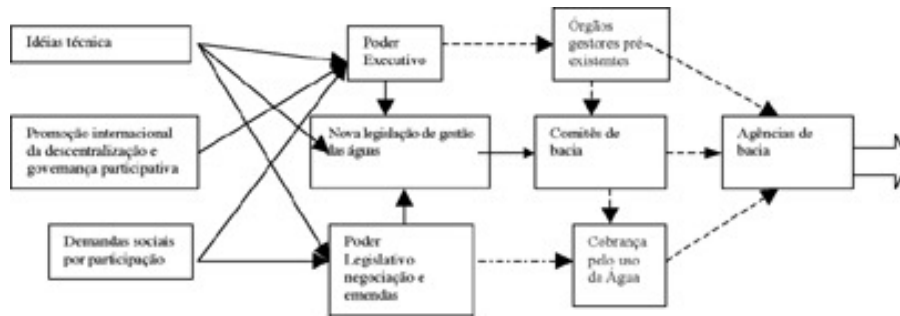 Idéias técnica
Poder
Executivo
Órgãos
gestores pré
existentes
Promoção internacional
da descentralização e
governança participativa
Nova legislação de gestão
das águas
Comitês de
bacia
Agências de
bacia
Demandas sociais
por participação
Poder
Legislativo
negociação e
emendas
Cobrança
pelo uso
da Água